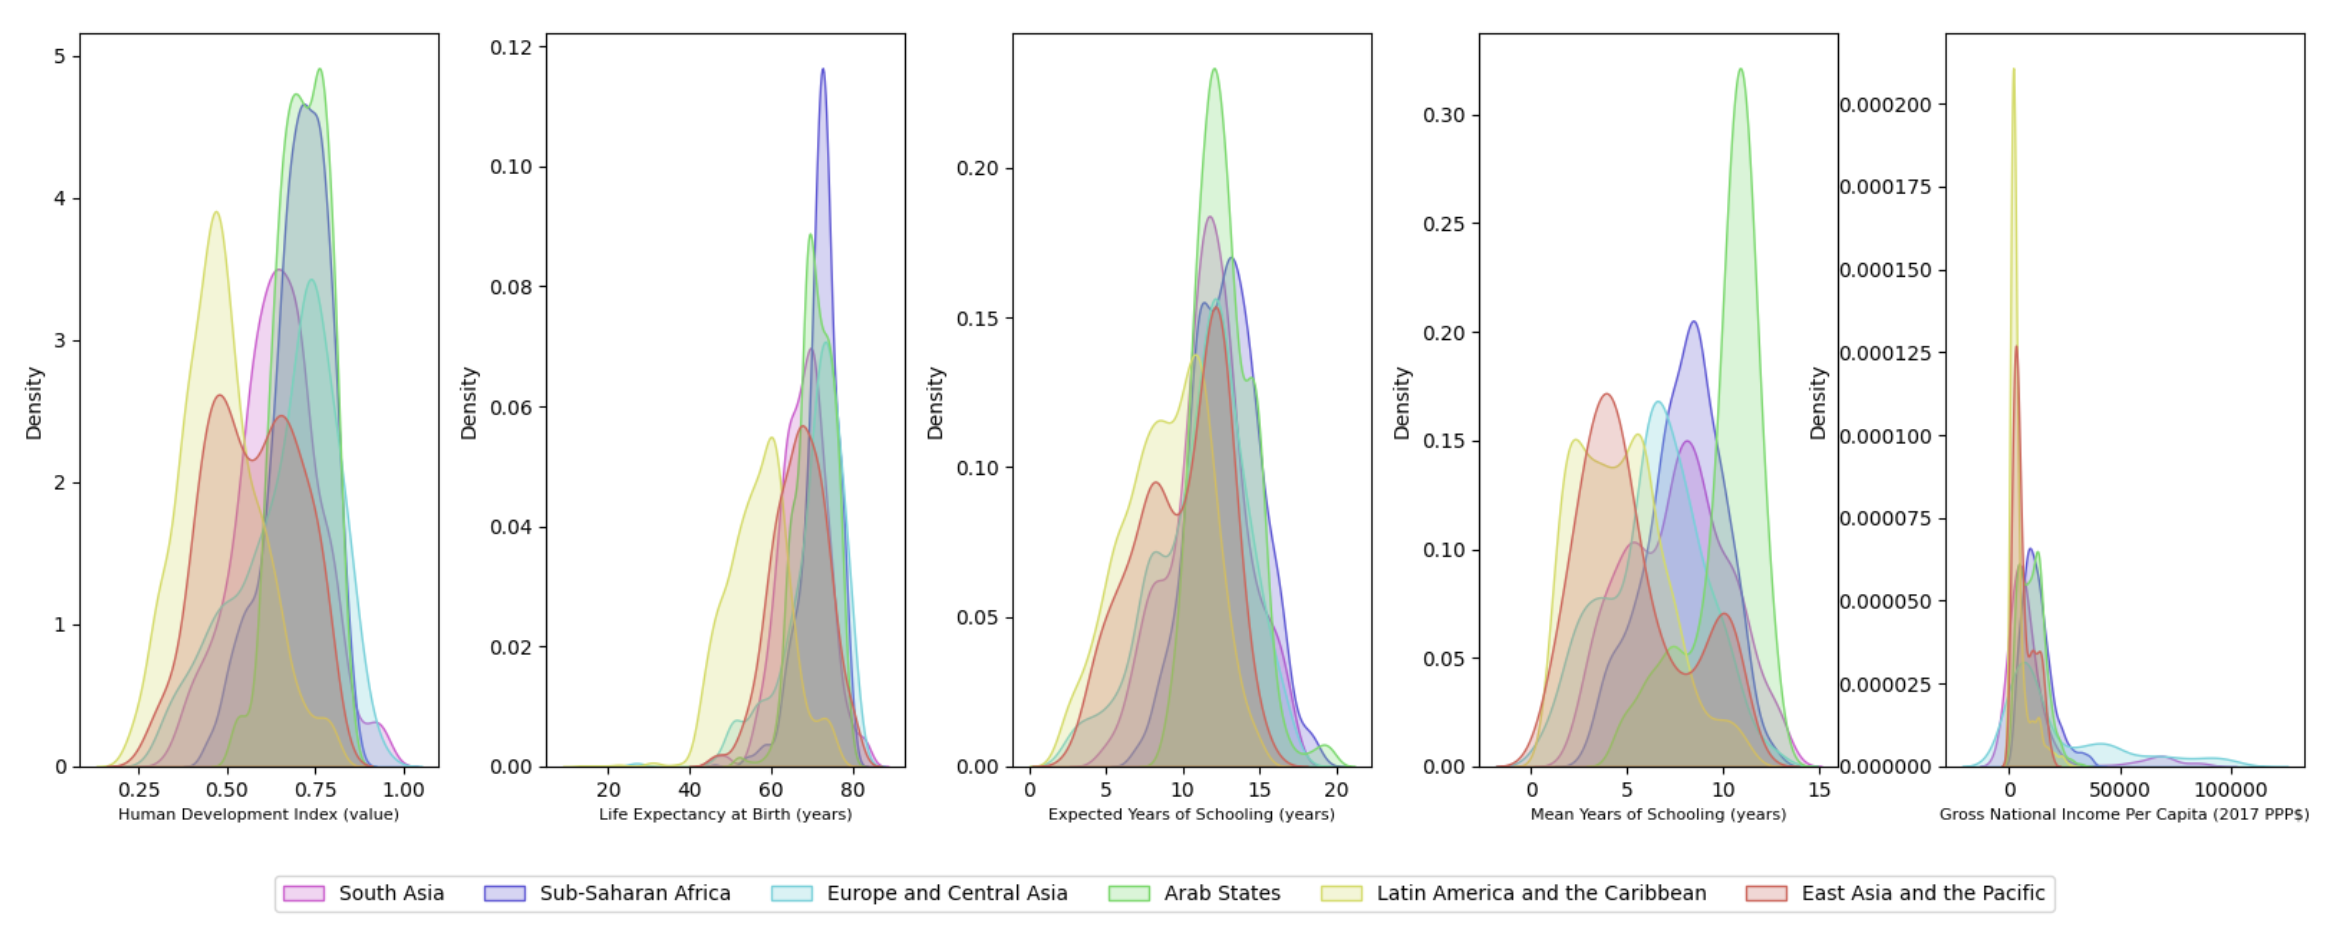 Density
5
4
3
2
1
0
0.25 0.50 0.75 1.00
Human Development Index (value)
Density
0.12
0.10
0.08
0.06
0.04
0.02
0.00
20 40 60 80
Life Expectancy at Birth (years)
Density
0.20
0.15
0.10
0.05
0.00
0 5 10 15 20
Expected Years of Schooling (years)
Density
0.30
0.25
0.20
0.15
0.10
0.05
0.00
0 5 10 15
Mean Years of Schooling (years)
Density
0.000200
0.000175
0.000150
0.000125
0.000100
0.000075
0.000050
0.000025
0.000000
0 50000 100000
Gross National Income Per Capita (2017 PPP$)
South Asia Sub-Saharan Africa Europe and Central Asia Arab States Latin America and the Caribbean East Asia and the Pacific